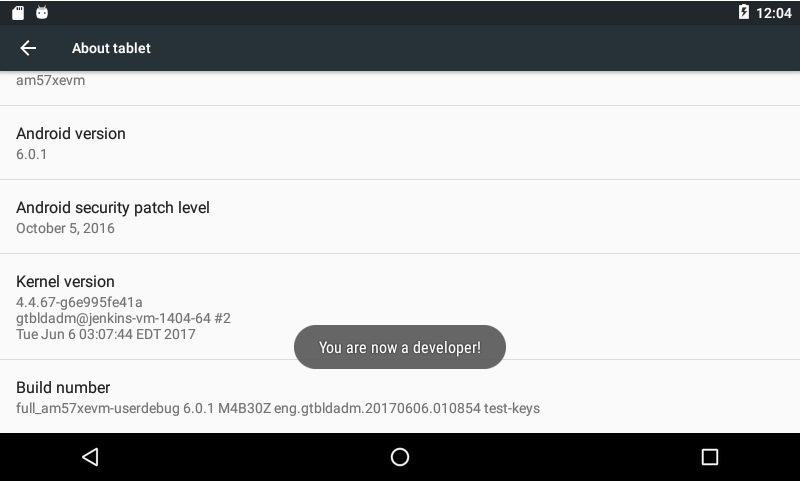 12:04
About tablet
am57xevm
Android version
6.0.1
Android security patch level
October 5, 2016
Kernel version
4.4.67-g6e995fe41a
gtbldadm@jenkins-vm-1404-64 #2
Tue Jun 6 03:07:44 EDT 2017
You are now a developer!
Build number
full_am57xevm-userdebug 6.0.1 M4B30Z eng.gtbldadm.20170606.010854 test-keys